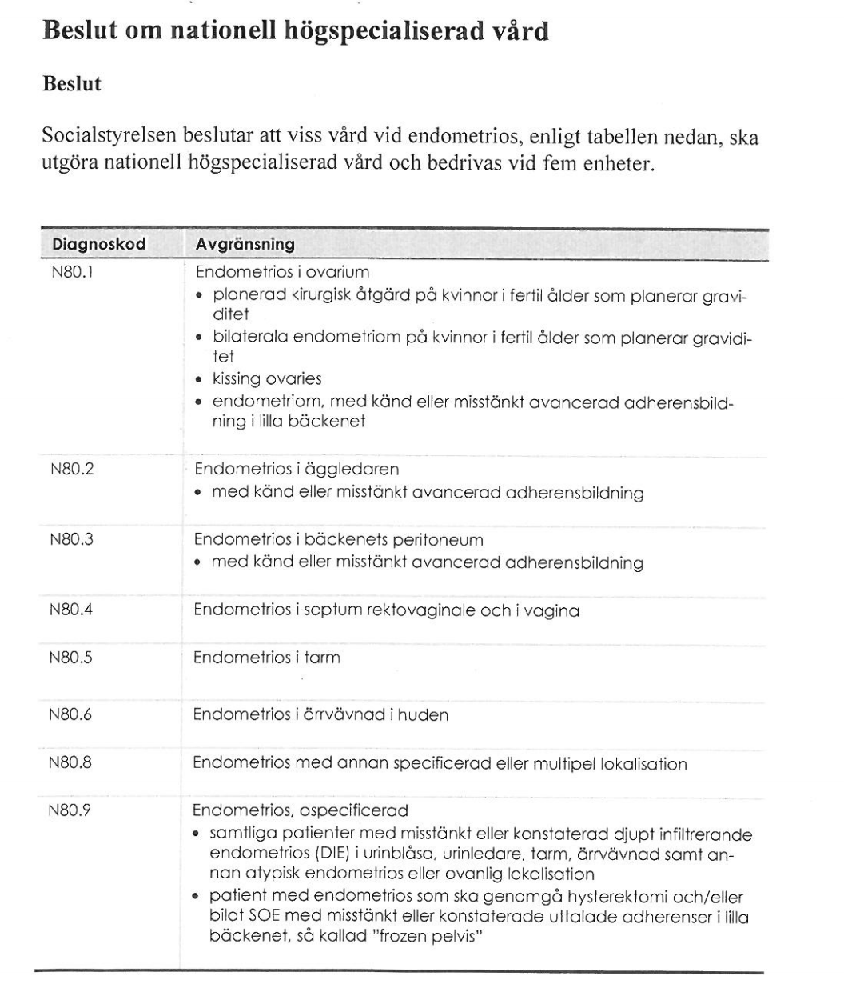 Beslut om nationell högspecialiserad vård
Beslut
Socialstyrelsen beslutar att viss vård vid endometrios, enligt tabellen nedan, ska
utgöra nationell högspecialiserad vård och bedrivas vid fem enheter.
Diagnoskod Avgränsning
N80.1 Endometrios i ovarium
• planerad kirurgisk åtgärd på kvinnor i fertil ålder som planerar gravi-
ditet
• bilaterala endometriom på kvinnor i fertil ålder som planerar gravidi-
tet
• kissing ovaries
• endometriom, med känd eller misstänkt avancerad adherensbild-
ning i lilla bäckenet
N80.2 Endometrios i äggledaren
• med känd eller misstänkt avancerad adherensbildning
N80.3 Endometrios i bäckenets peritoneum
• med känd eller misstänkt avancerad adherensbildning
N80.4 Endometrios i septum rektovaginale och i vagina
N80.5 Endometrios i tarm
N80.6 Endometrios i ärrvävnad i huden
N80.8 Endometrios med annan specificerad eller multipel lokalisation
N80.9 Endometrios, ospecificerad
• samtliga patienter med misstänkt eller konstaterad djupt infiltrerande
endometrios (DIE) i urinblåsa, urinledare, tarm, ärrvävnad samt an-
nan atypisk endometrios eller ovanlig lokalisation
• patient med endometrios som ska genomgå hysterektomi och/eller
bilat SOE med misstänkt eller konstaterade uttalade adherenser i lilla
bäckenet, så kallad "frozen pelvis"